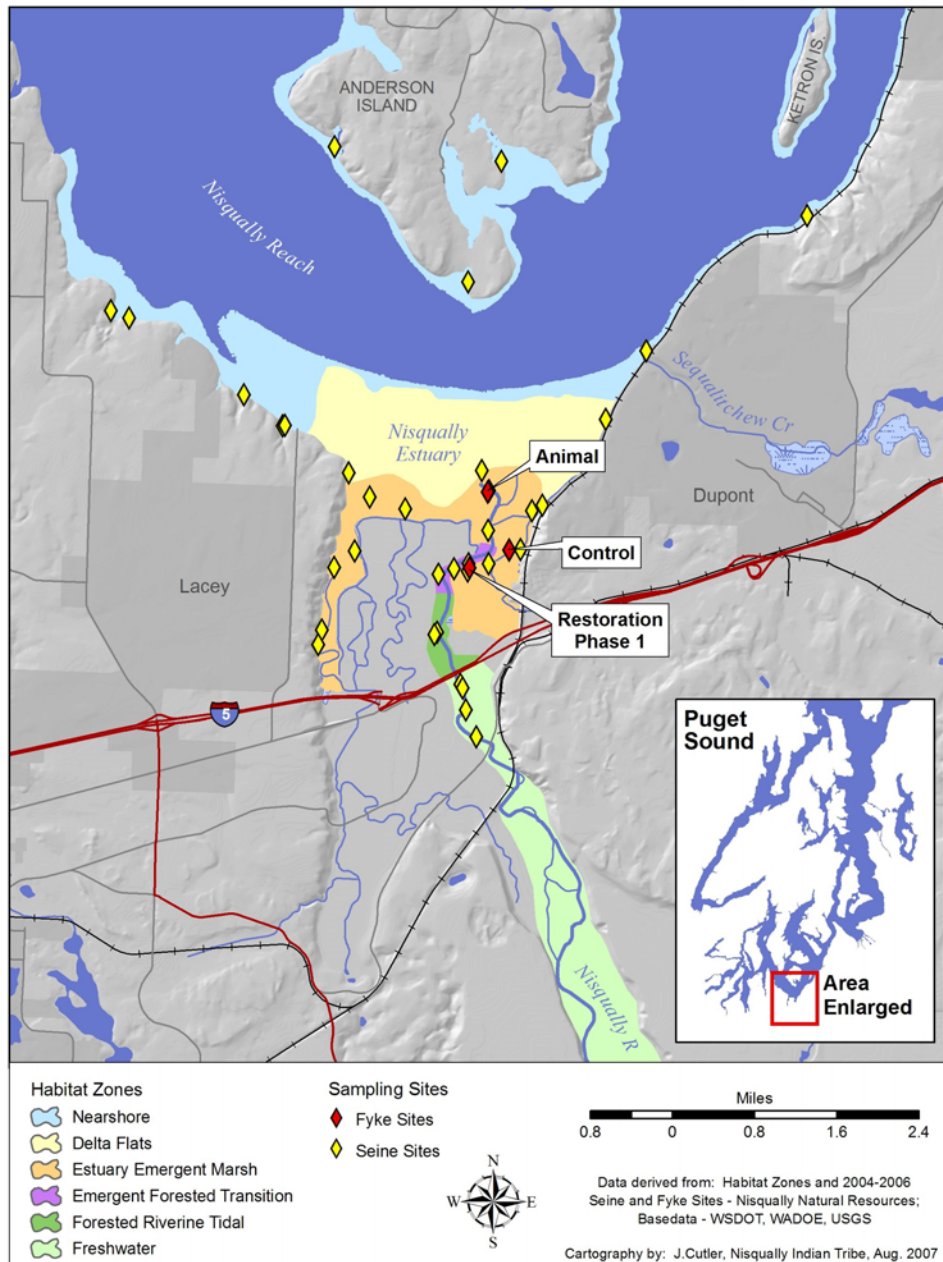 ANDERSON
ISLAND
KETRON IS.
Nisqually Reach
Sequalitchew Cr
Nisqually
Estuary
Animal
Dupont
Control
Lacey
Restoration
Phase 1
5
Nisqually R
Puget
Sound
Area
Enlarged
Habitat Zones
Nearshore
Delta Flats
Estuary Emergent Marsh
Emergent Forested Transition
Forested Riverine Tidal
Freshwater
Sampling Sites
Fyke Sites
Seine Sites
N
W E
S
Miles
0.8 0 0.8 1.6 2.4
Data derived from: Habitat Zones and 2004-2006
Seine and Fyke Sites - Nisqually Natural Resources;
Basedata - WSDOT, WADOE, USGS
Cartography by: J.Cutler, Nisqually Indian Tribe, Aug. 2007